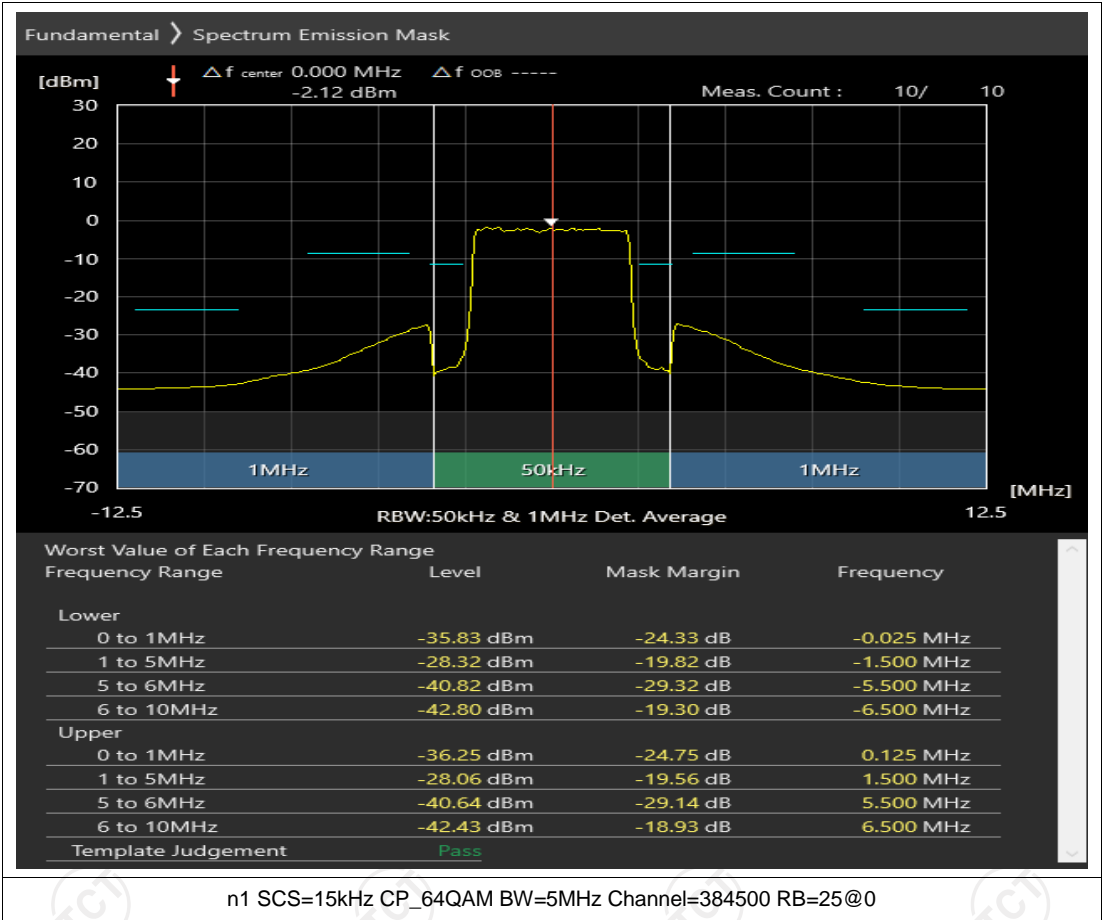 Fundamental ❯ Spectrum Emission Mask
[dBm] △f center 0.000 MHz △f OOB -----
-2.12 dBm Meas. Count : 10/ 10
30
20
10
0
-10
-20
-30
-40
-50
-60
1MHz 50kHz 1MHz
-70 [MHz]
-12.5 RBW:50kHz & 1MHz Det. Average 12.5
Worst Value of Each Frequency Range
Frequency Range Level Mask Margin Frequency
Lower
0 to 1MHz -35.83 dBm -24.33 dB -0.025 MHz
1 to 5MHz -28.32 dBm -19.82 dB -1.500 MHz
5 to 6MHz -40.82 dBm -29.32 dB -5.500 MHz
6 to 10MHz -42.80 dBm -19.30 dB -6.500 MHz
Upper
0 to 1MHz -36.25 dBm -24.75 dB 0.125 MHz
1 to 5MHz -28.06 dBm -19.56 dB 1.500 MHz
5 to 6MHz -40.64 dBm -29.14 dB 5.500 MHz
6 to 10MHz -42.43 dBm -18.93 dB 6.500 MHz
Template Judgement Pass
n1 SCS=15kHz CP_64QAM BW=5MHz Channel=384500 RB=25@0
TCT TCT TCT